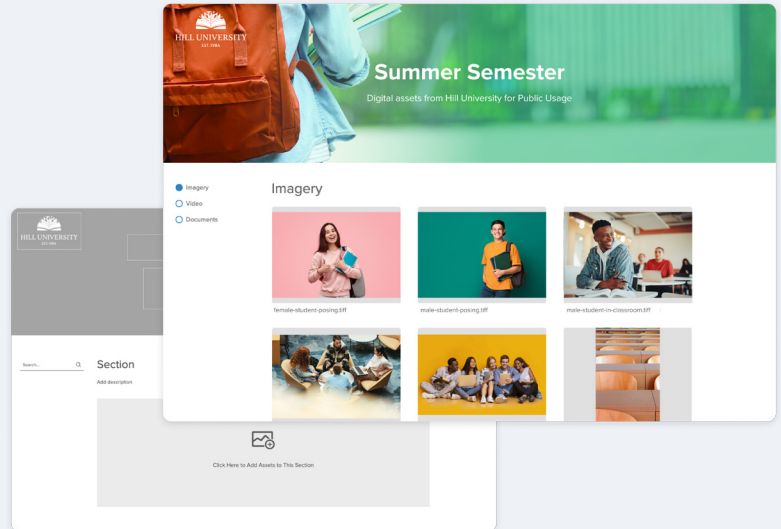 HILL UNIVERSITY
EST. 1984
Summer Semester
Digital assets from Hill University for Public Usage
Imagery
Video
Documents
Imagery
female-student-posing.tiff
male-student-posing.tiff
male-student-in-classroom.tiff
HILL UNIVERSITY
EST. 1984
Search...
Section
Add description
Click Here to Add Assets to This Section